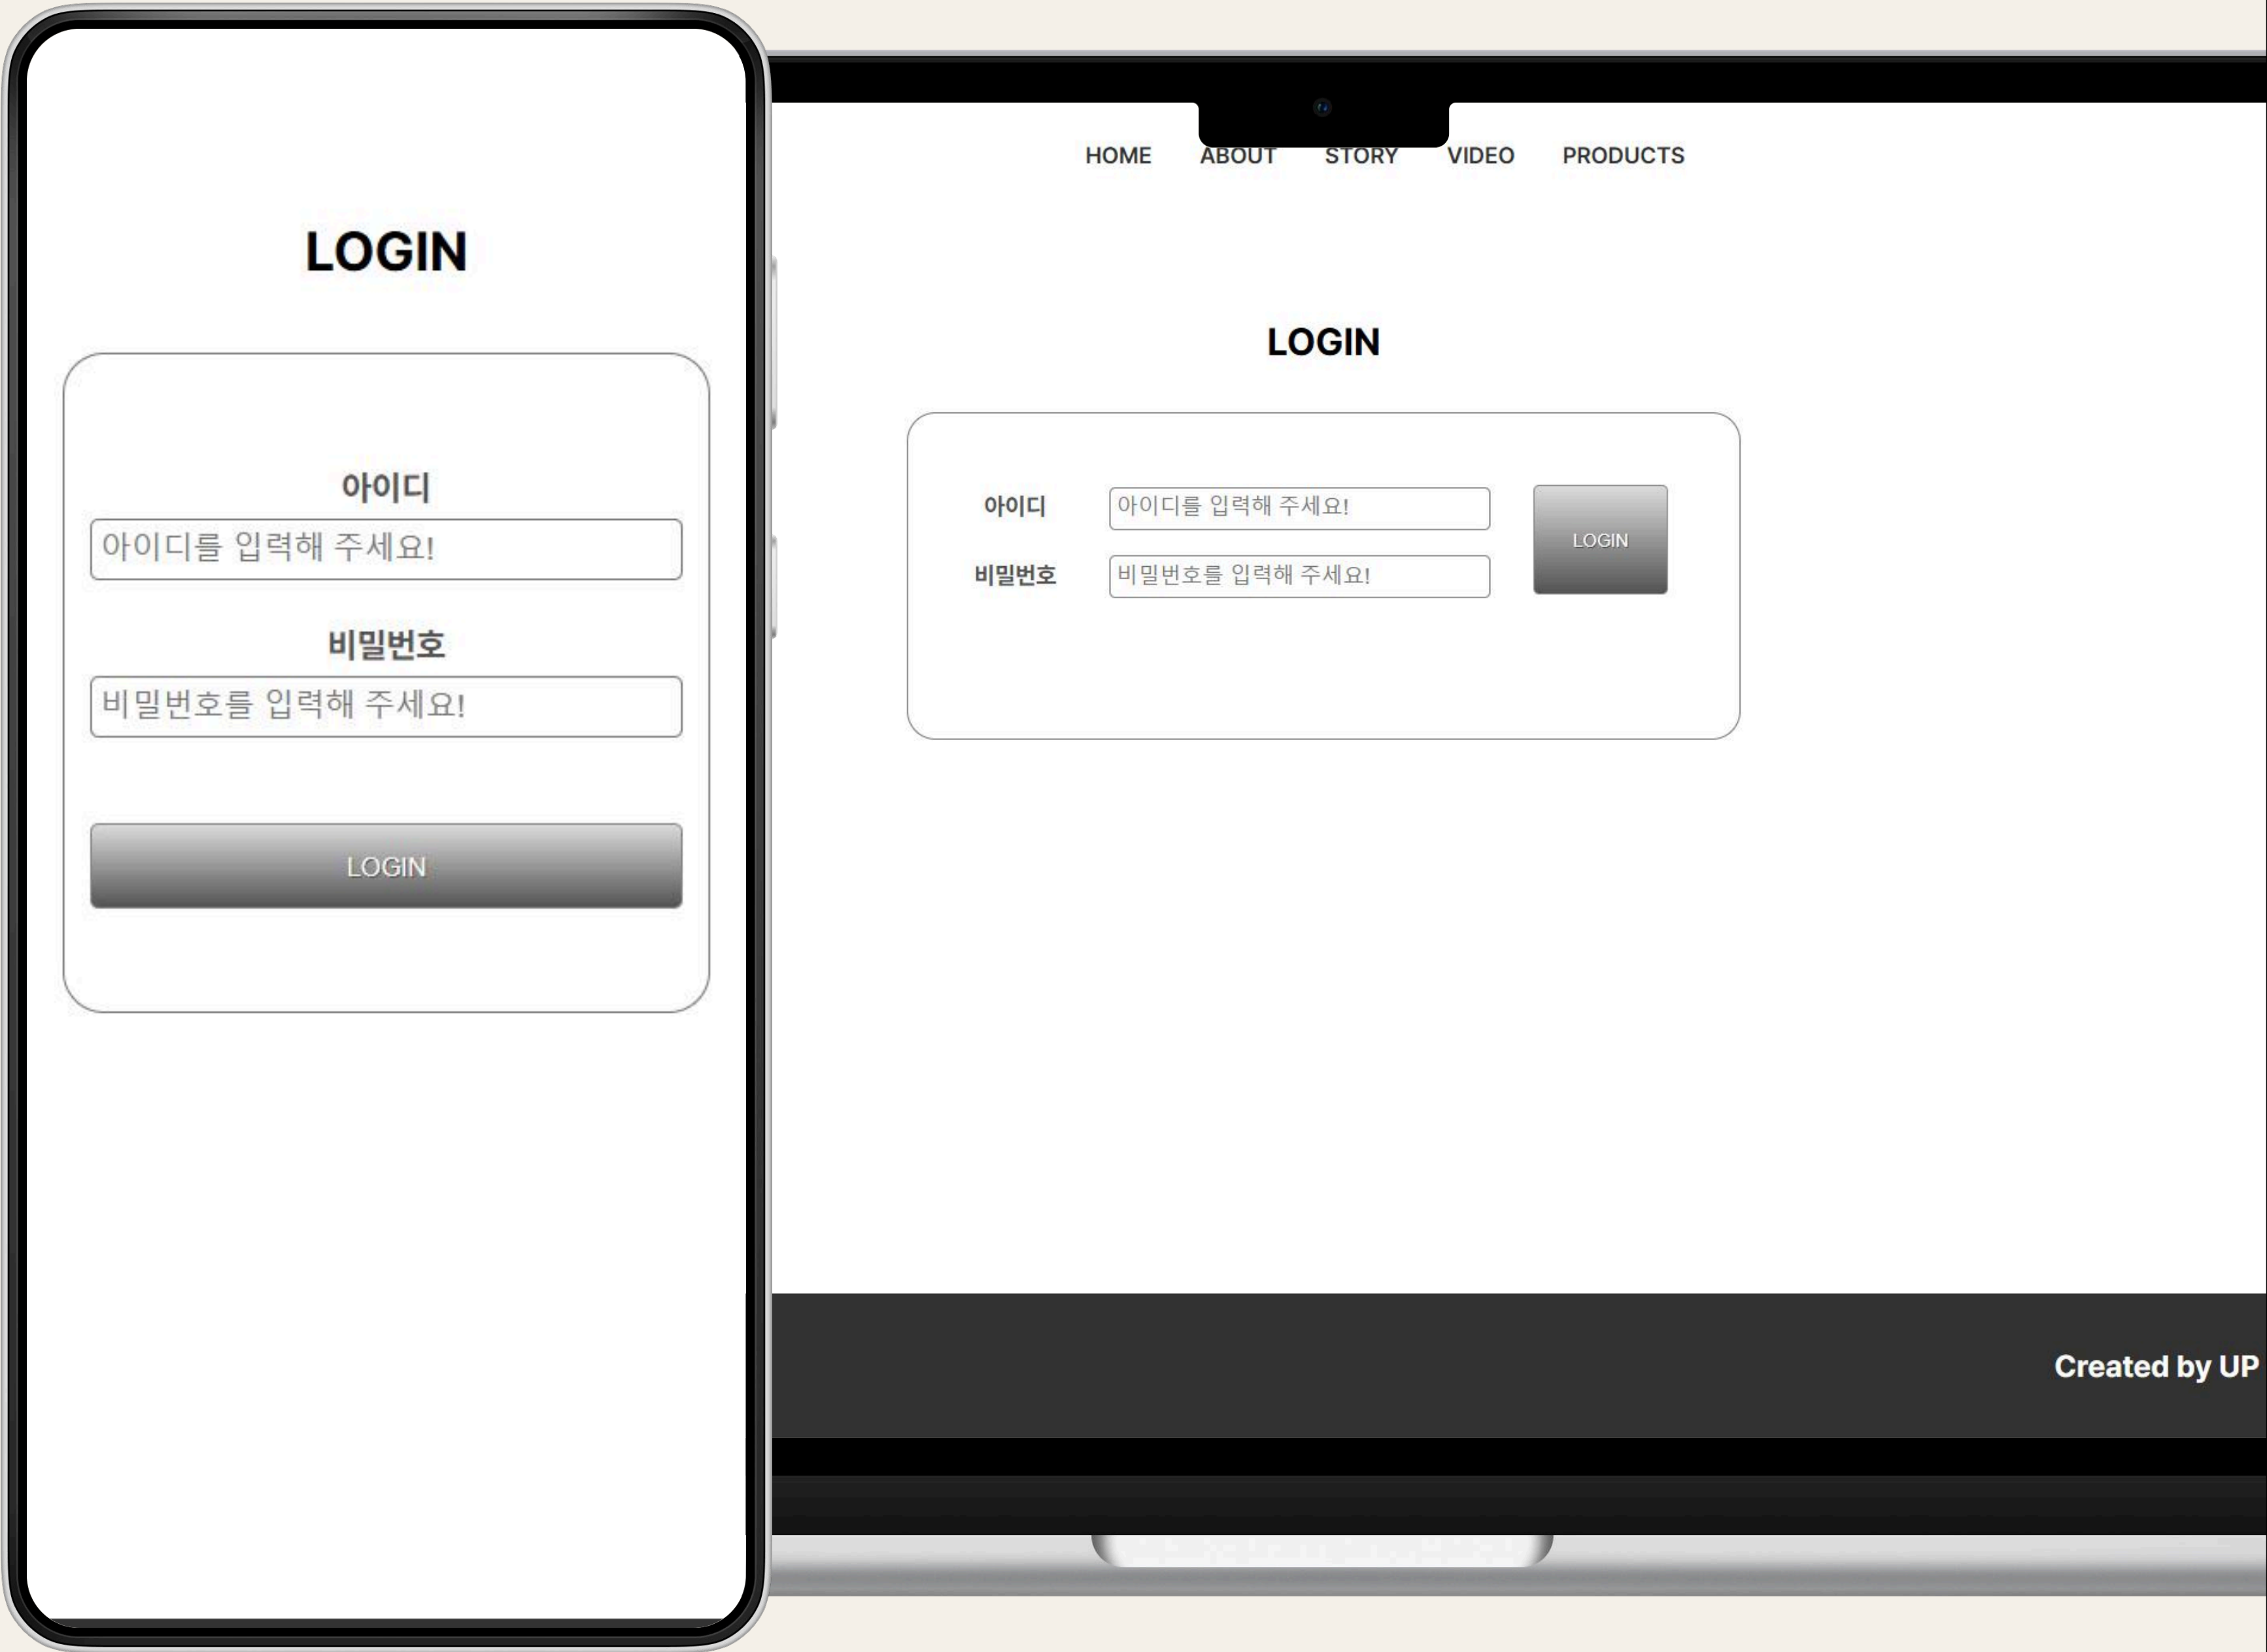 LOGIN
아이디
아이디를 입력해 주세요!
비밀번호
비밀번호를 입력해 주세요!
LOGIN
HOME ABOUT STORY VIDEO PRODUCTS
LOGIN
아이디 아이디를 입력해 주세요!
비밀번호 비밀번호를 입력해 주세요!
LOGIN
Created by UP